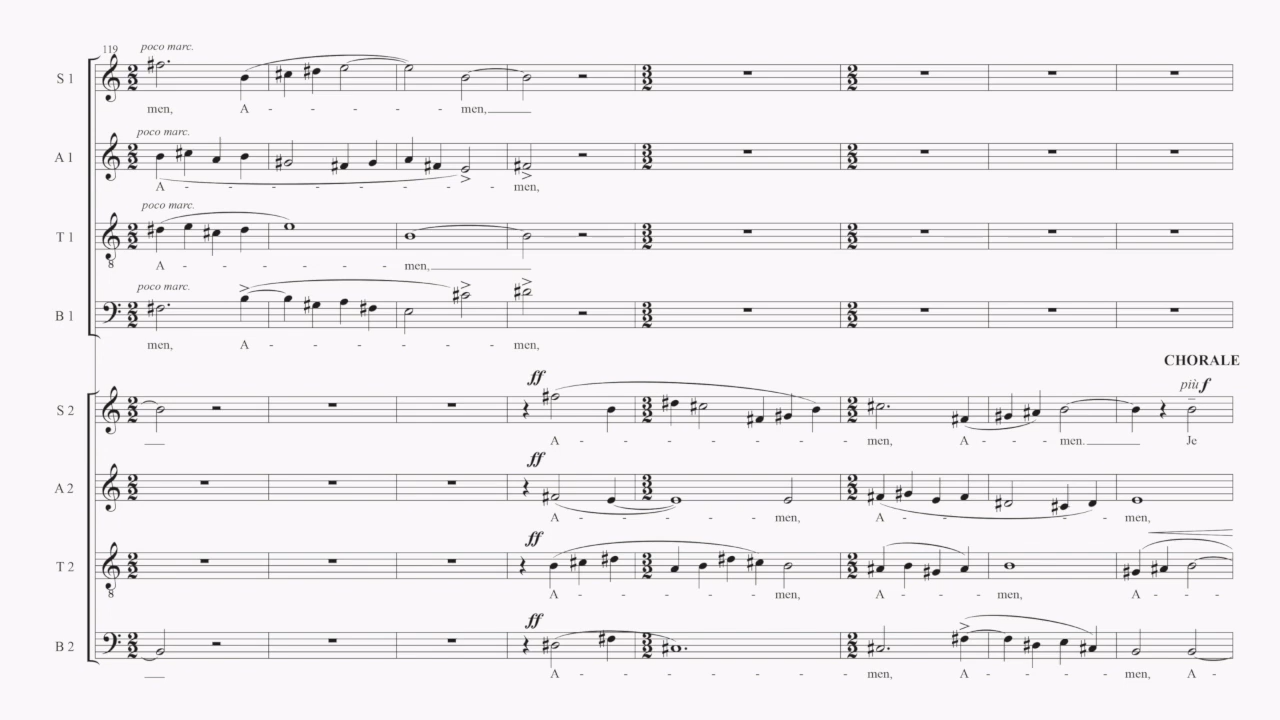 119
poco marc.
S 1
men, A - - - - men,
poco marc.
A 1
A - - - - - - - - men,
poco marc.
T 1
8
A - - - - - - men,
poco marc.
B 1
men, A - - - - - men,
CHORALE
ff
più f
S 2
A - - - - - - men, A - - men. Je
ff
A 2
A - - - - - men, A - - - - - - men,
ff
T 2
8
A - - - - - men, A - - men, A - -
ff
B 2
A - - - - - - men, A - - - - men, A -